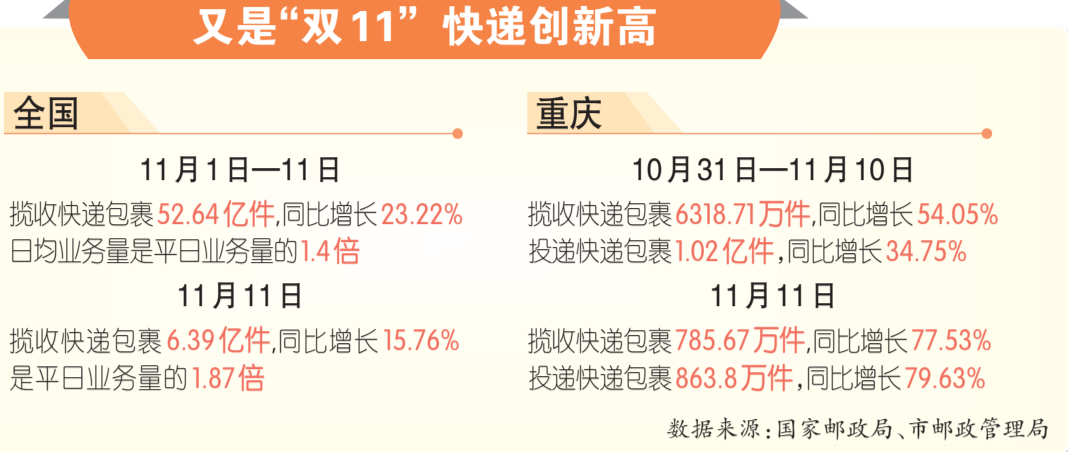 又是“双11” 快递创新高
全国
11月1日—11日
揽收快递包裹52.64亿件,同比增长23.22%
日均业务量是平日业务量的1.4倍
11月11日
揽收快递包裹6.39亿件,同比增长15.76%
是平日业务量的1.87倍
重庆
10月31日—11月10日
揽收快递包裹6318.71万件,同比增长54.05%
投递快递包裹1.02亿件,同比增长34.75%
11月11日
揽收快递包裹785.67万件,同比增长77.53%
投递快递包裹863.8万件,同比增长79.63%
数据来源:国家邮政局、市邮政管理局